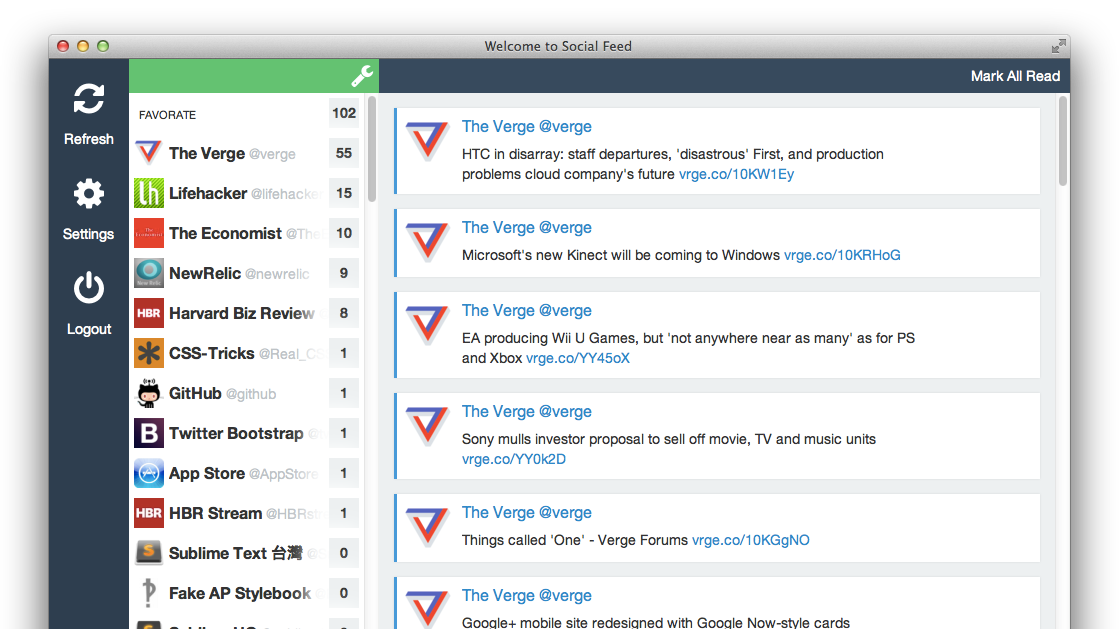 Welcome to Social Feed
Refresh
Settings
Logout
FAVORATE 102
The Verge @verge 55
Lifehacker @lifehacke 15
The Economist @The 10
NewRelic @newrelic 9
HBR Harvard Biz Review 8
CSS-Tricks @Real_CS 1
GitHub @github 1
B Twitter Bootstrap 1
App Store @AppStore 1
HBR HBR Stream @HBRst 1
S Sublime Text 台灣 0
Fake AP Stylebook 0
Mark All Read
The Verge @verge
HTC in disarray: staff departures, 'disastrous' First, and production
problems cloud company's future vrge.co/10KW1Ey
The Verge @verge
Microsoft's new Kinect will be coming to Windows vrge.co/10KRHoG
The Verge @verge
EA producing Wii U Games, but 'not anywhere near as many' as for PS
and Xbox vrge.co/YY45oX
The Verge @verge
Sony mulls investor proposal to sell off movie, TV and music units
vrge.co/YY0k2D
The Verge @verge
Things called 'One' - Verge Forums vrge.co/10KGgNO
The Verge @verge
Google+ mobile site redesigned with Google Now-style cards